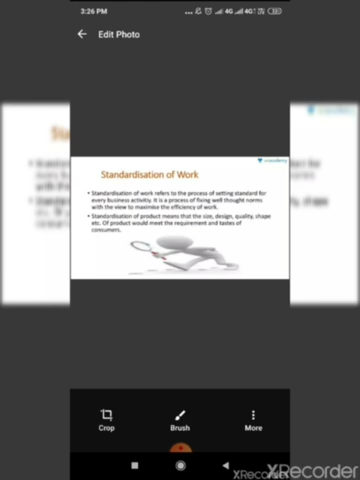 3:26 PM
Edit Photo
Standardisation of Work
• Standardisation of work refers to the process of setting standard for
every business activity. It is a process of fixing well thought norms
with the view to maximise the efficiency of work.
• Standardisation of product means that the size, design, quality, shape
etc. Of product would meet the requirement and tastes of
consumers.
Crop
Brush
More
XRecorder